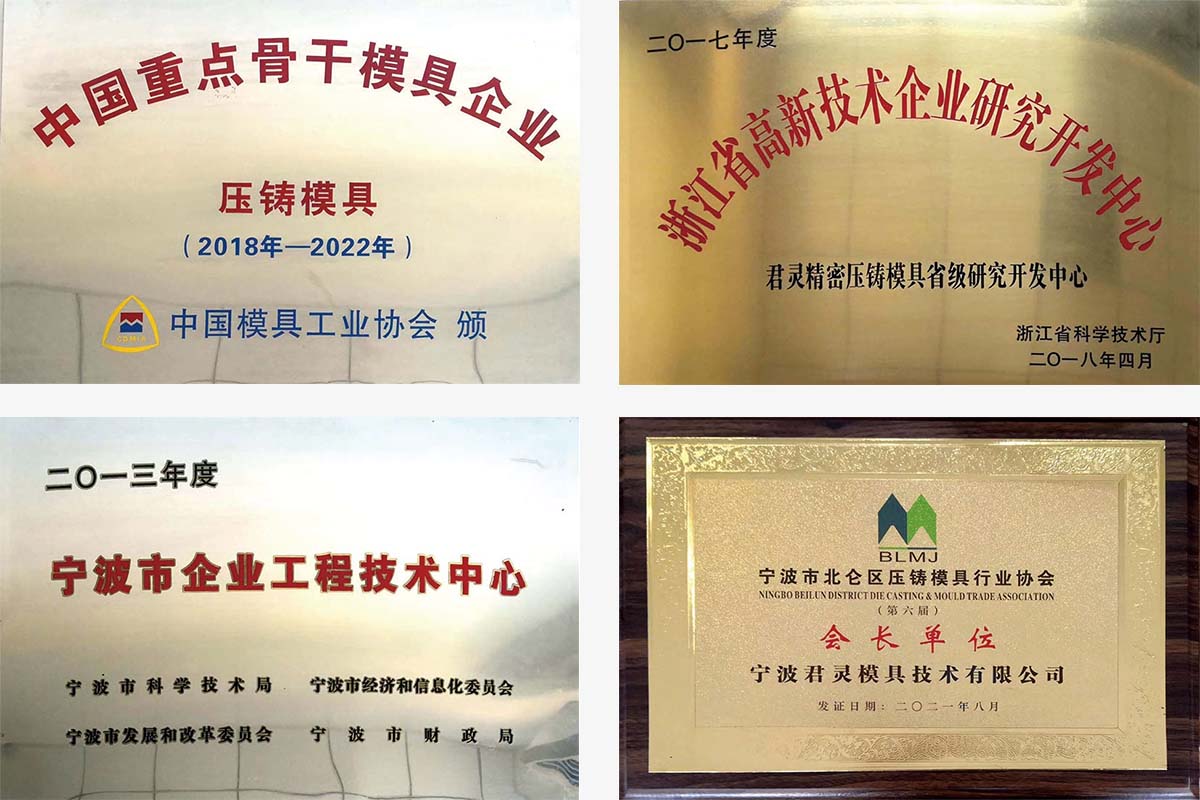 中国重点骨干模具企业
压铸模具
(2018年—2022年)
CDMIA
中国模具工业协会 颁
二〇一七年度
浙江省高新技术企业研究开发中心
君灵精密压铸模具省级研究开发中心
浙江省科学技术厅
二〇一八年四月
二〇一三年度
宁波市企业工程技术中心
宁波市科学技术局 宁波市经济和信息化委员会
宁波市发展和改革委员会 宁波市财政局
BLMJ
宁波市北仑区压铸模具行业协会
NINGBO BEILUN DISTRICT DIE CASTING & MOULD TRADE ASSOCIATION
(第六届)
会长单位
宁波君灵模具技术有限公司
发证日期：二〇二一年八月